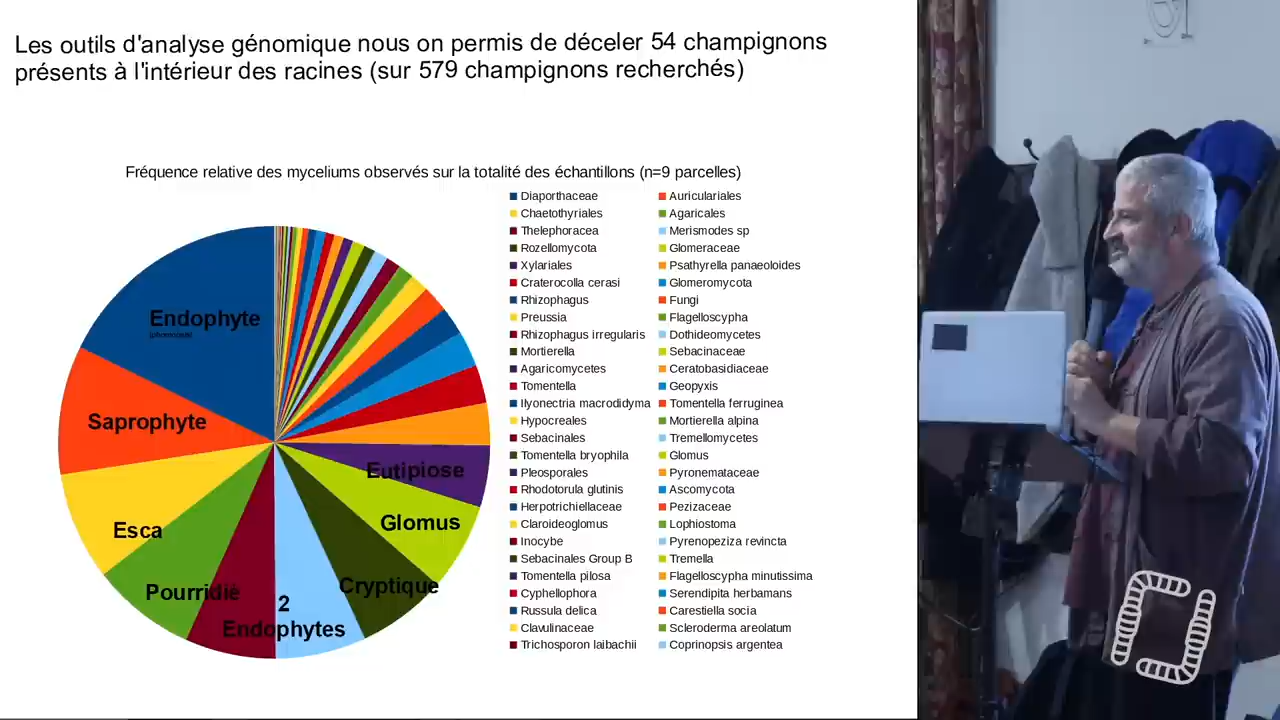 Les outils d'analyse génomique nous on permis de déceler 54 champignons
présents à l'intérieur des racines (sur 579 champignons recherchés)
Fréquence relative des myceliums observés sur la totalité des échantillons (n=9 parcelles)
Endophyte
Saprophyte
Esca
Pourridié
2
Endophytes
Cryptique
Glomus
Eutipiose
Diaporthaceae Auriculariales
Chaetothyriales Agaricales
Thelephoracea Merismodes sp
Rozellomycota Glomeraceae
Xylariales Psathyrella panaeoloides
Craterocolla cerasi Glomeromycota
Rhizophagus Fungi
Preussia Flagelloscypha
Rhizophagus irregularis Dothideomycetes
Mortierella Sebacinaceae
Agaricomycetes Ceratobasidiaceae
Tomentella Geopyxis
Ilyonectria macrodidyma Tomentella ferruginea
Hypocreales Mortierella alpina
Sebacinales Tremellomycetes
Tomentella bryophila Glomus
Pleosporales Pyronemataceae
Rhodotorula glutinis Ascomycota
Herpotrichiellaceae Pezizaceae
Claroideoglomus Lophiostoma
Inocybe Pyrenopeziza revincta
Sebacinales Group B Tremella
Tomentella pilosa Flagelloscypha minutissima
Cyphellophora Serendipita herbamans
Russula delica Carestiella socia
Clavulinaceae Scleroderma areolatum
Trichosporon laibachii Coprinopsis argentea